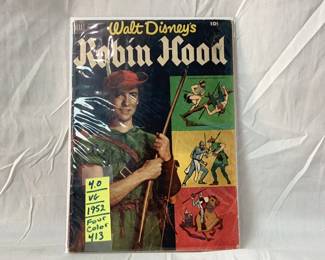 Walt Disney's
10¢
Robin Hood
4.0
VG
1952
Four
Color
413